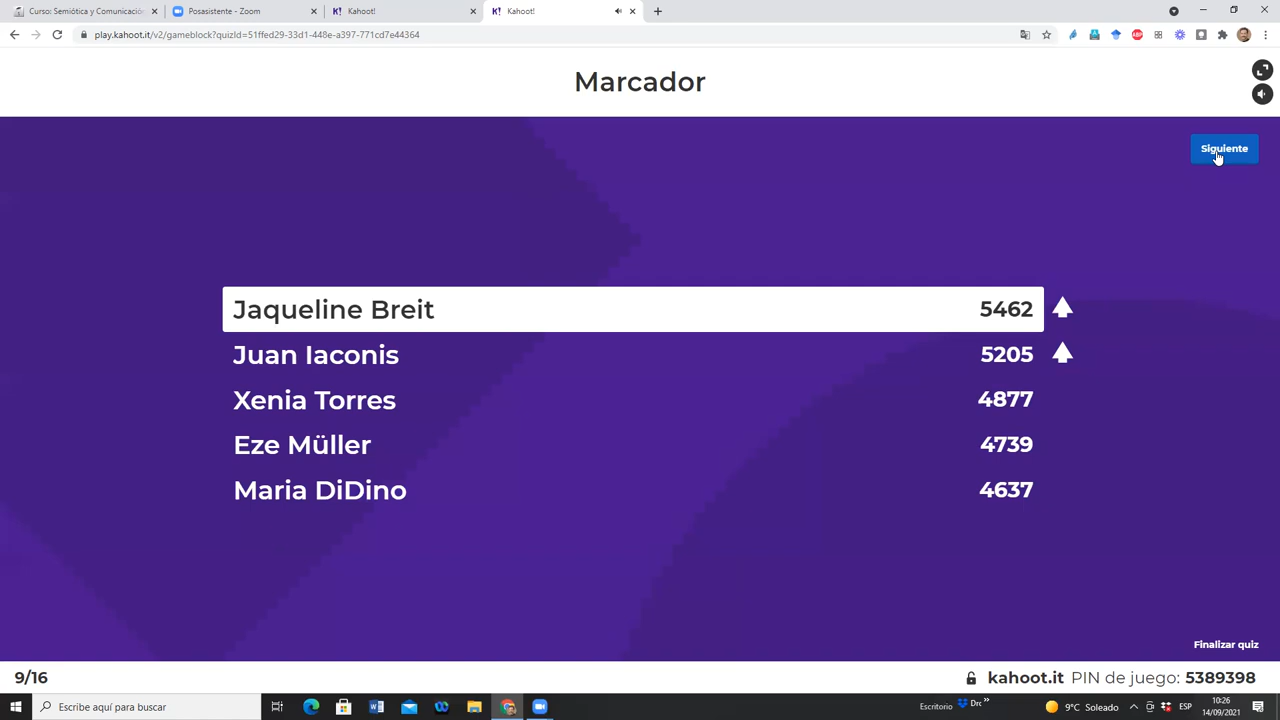 Curso: Semiótica y Comunicación
Posasistente - Zoom
Kahoot!
Kahoot!
play.kahoot.it/v2/gameblock?quizId=51ffed29-33d1-448e-a397-771cd7e44364
Marcador
Siguiente
Jaqueline Breit 5462
Juan Iaconis 5205
Xenia Torres 4877
Eze Müller 4739
Maria DiDino 4637
Finalizar quiz
9/16
kahoot.it PIN de juego: 5389398
Escribe aquí para buscar
Escritorio
9°C Soleado
ESP
10:26
14/09/2021